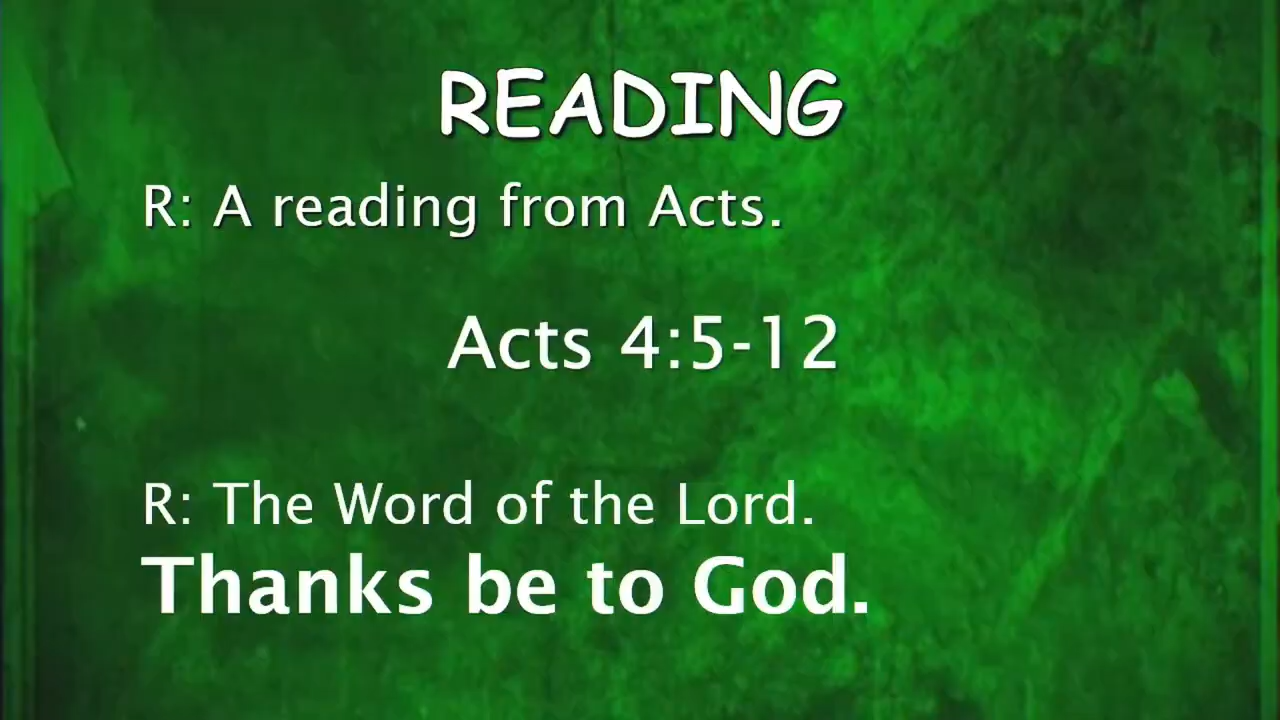 READING
R: A reading from Acts.
Acts 4:5-12
R: The Word of the Lord.
Thanks be to God.